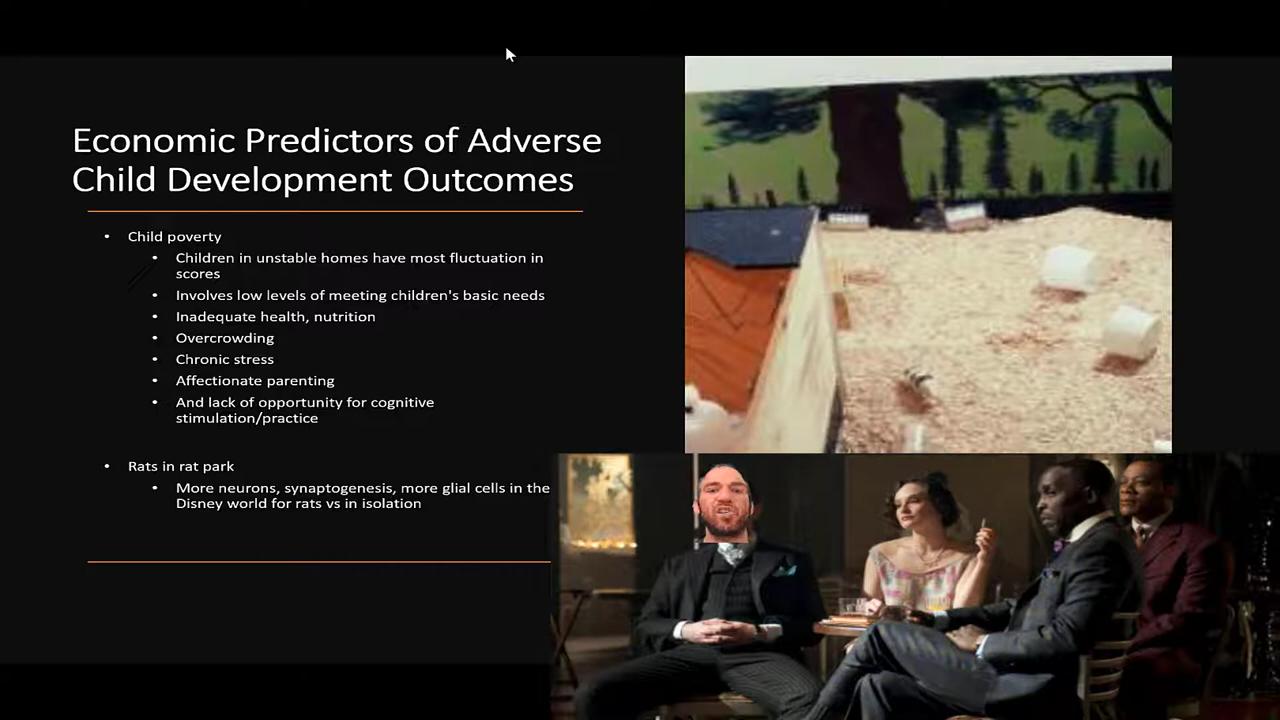 Economic Predictors of Adverse
Child Development Outcomes
• Child poverty
• Children in unstable homes have most fluctuation in
scores
• Involves low levels of meeting children's basic needs
• Inadequate health, nutrition
• Overcrowding
• Chronic stress
• Affectionate parenting
• And lack of opportunity for cognitive
stimulation/practice
• Rats in rat park
• More neurons, synaptogenesis, more glial cells in the
Disney world for rats vs in isolation